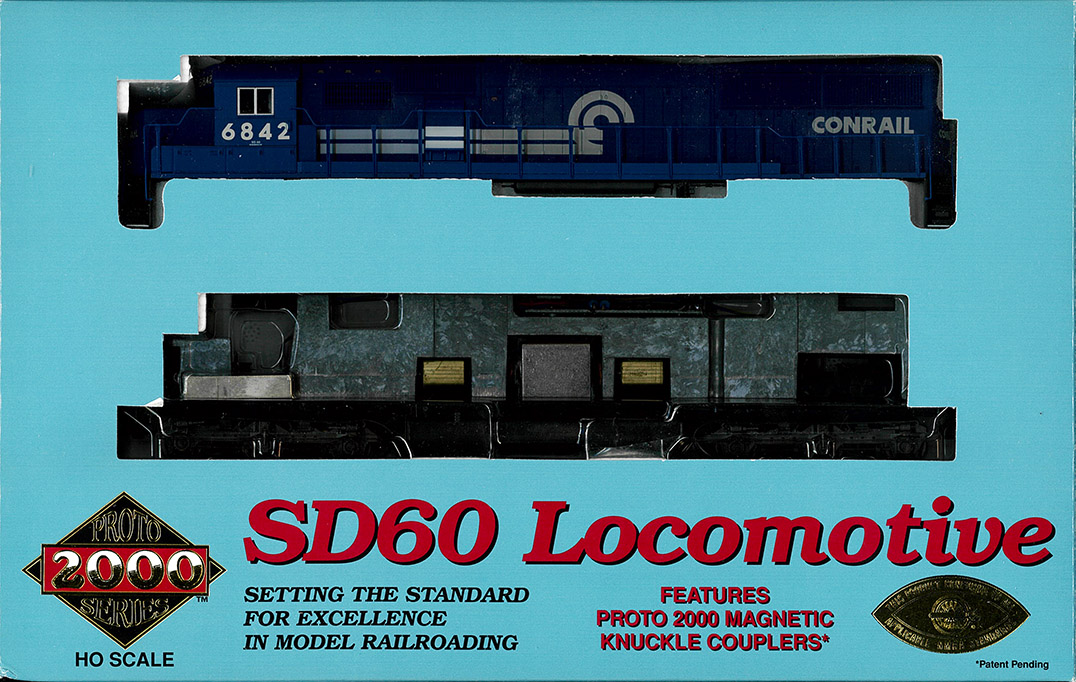 6842
CONRAIL
PROTO
2000
SERIES
TM
HO SCALE
SD60 Locomotive
SETTING THE STANDARD
FOR EXCELLENCE
IN MODEL RAILROADING
FEATURES
PROTO 2000 MAGNETIC
KNUCKLE COUPLERS*
*Patent Pending